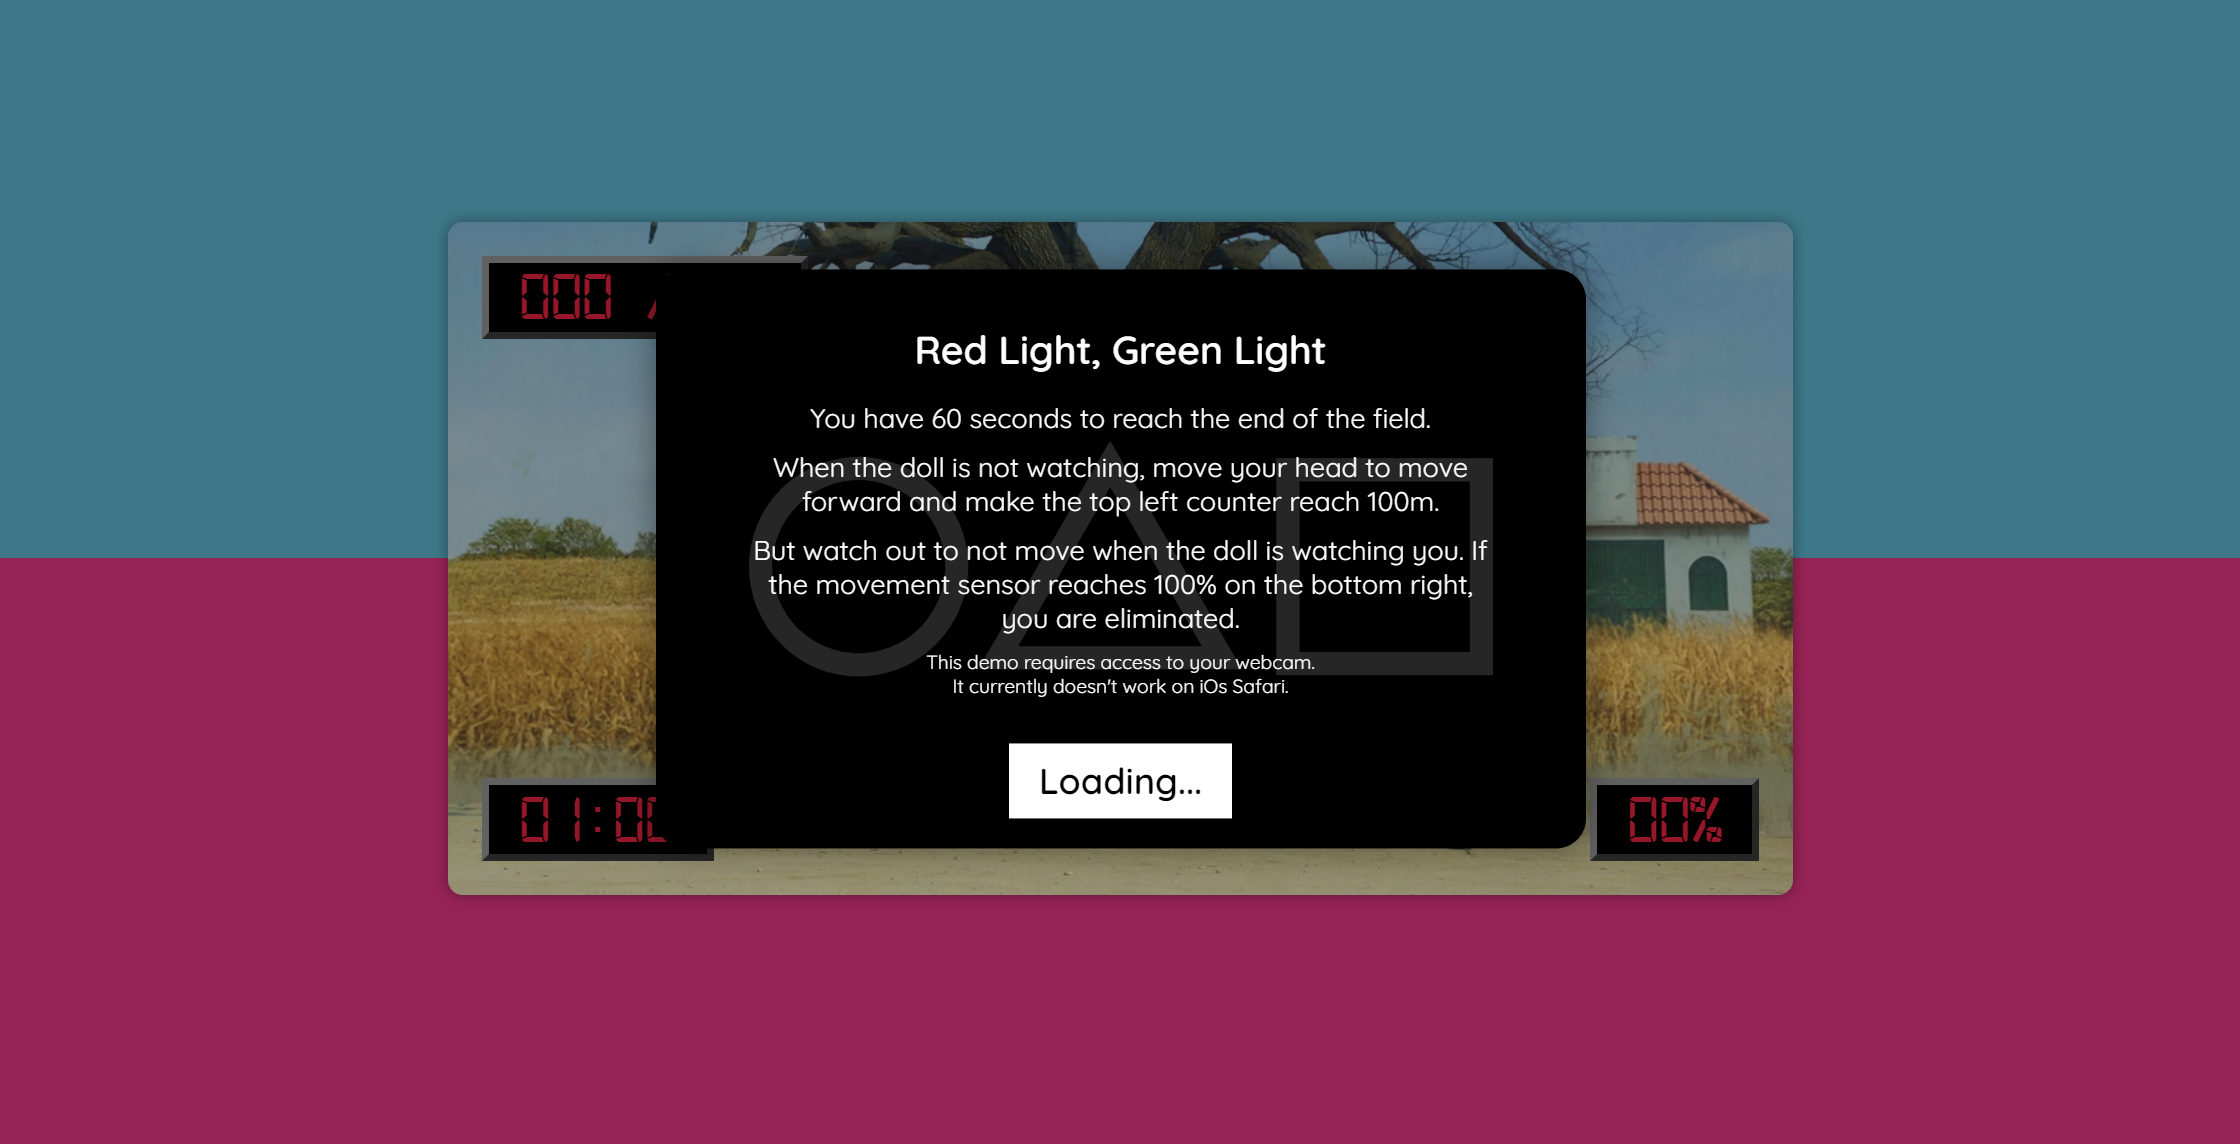 000 /
Red Light, Green Light
You have 60 seconds to reach the end of the field.
When the doll is not watching, move your head to move
forward and make the top left counter reach 100m.
But watch out to not move when the doll is watching you. If
the movement sensor reaches 100% on the bottom right,
you are eliminated.
This demo requires access to your webcam.
It currently doesn't work on iOs Safari.
Loading...
01:00
00%